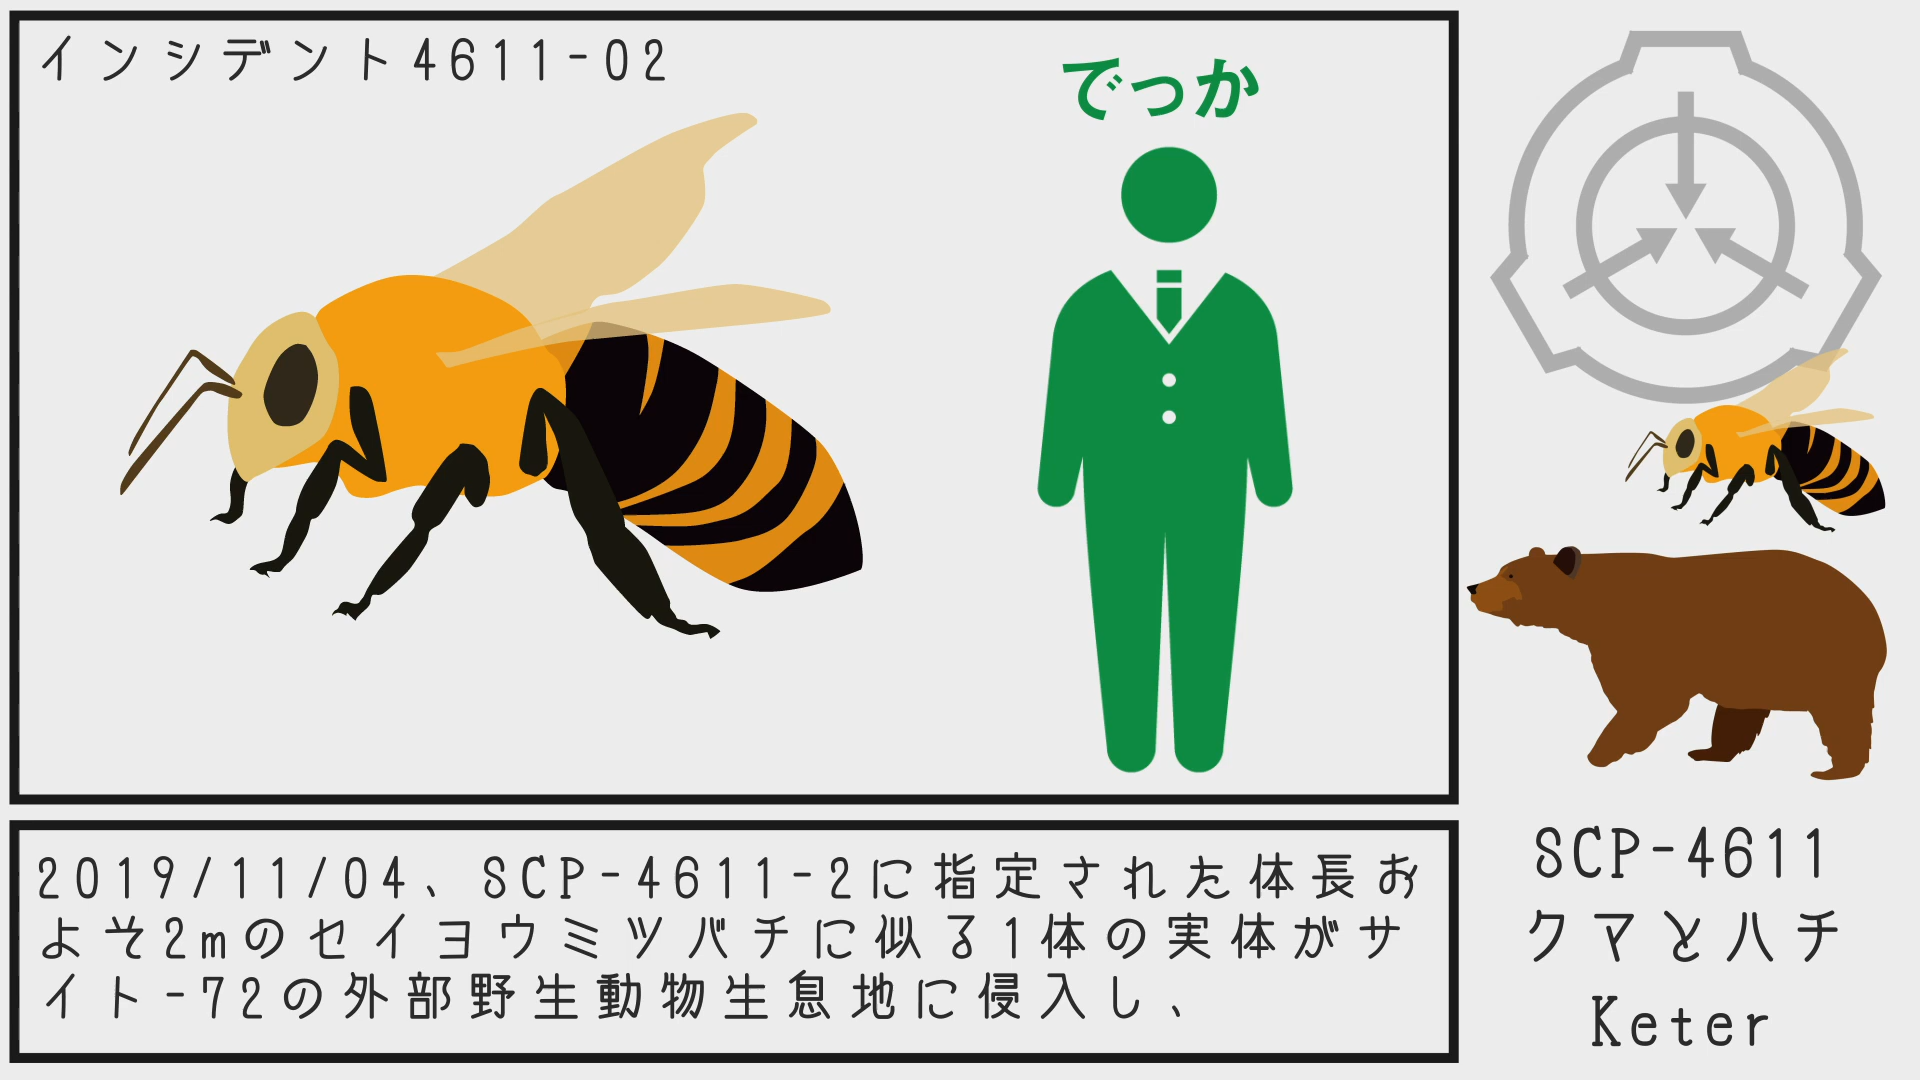 インシデント4611-02
でっか
2019/11/04、SCP-4611-2に指定された体長お
よそ2mのセイヨウミツバチに似る1体の実体がサ
イト-72の外部野生動物生息地に侵入し、
SCP-4611
クマとハチ
Keter